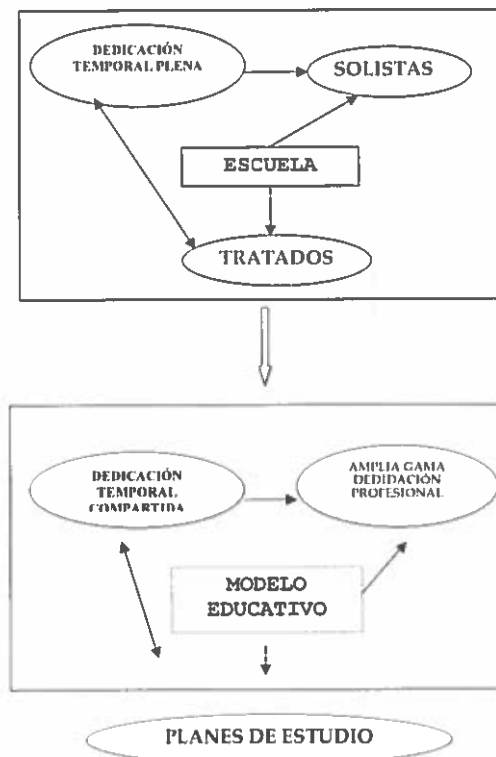 DEDICACIÓN
TEMPORAL PLENA
SOLISTAS
ESCUELA
TRATADOS
DEDICACIÓN
TEMPORAL
COMPARTIDA
AMPLIA GAMA
DEDIDACIÓN
PROFESIONAL
MODELO
EDUCATIVO
PLANES DE ESTUDIO